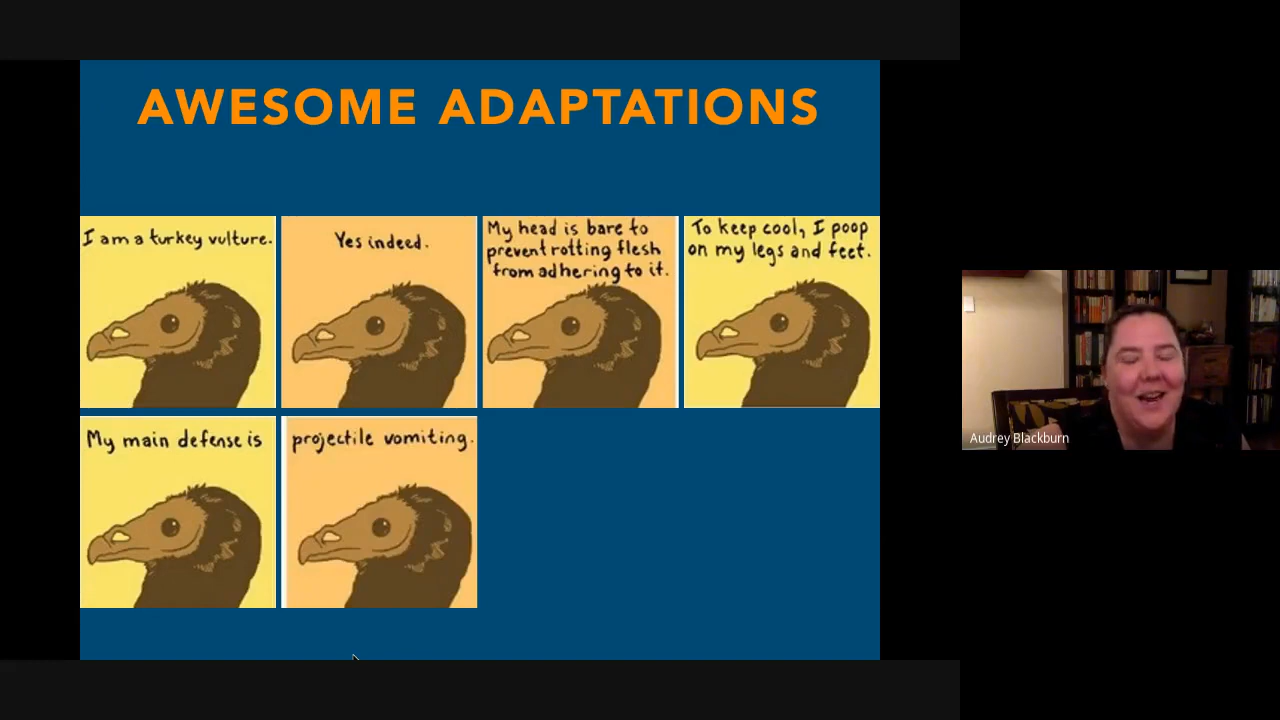 AWESOME ADAPTATIONS
I am a turkey vulture.
Yes indeed.
My head is bare to
prevent rotting flesh
from adhering to it.
To keep cool, I poop
on my legs and feet.
My main defense is
projectile vomiting.
Audrey Blackburn